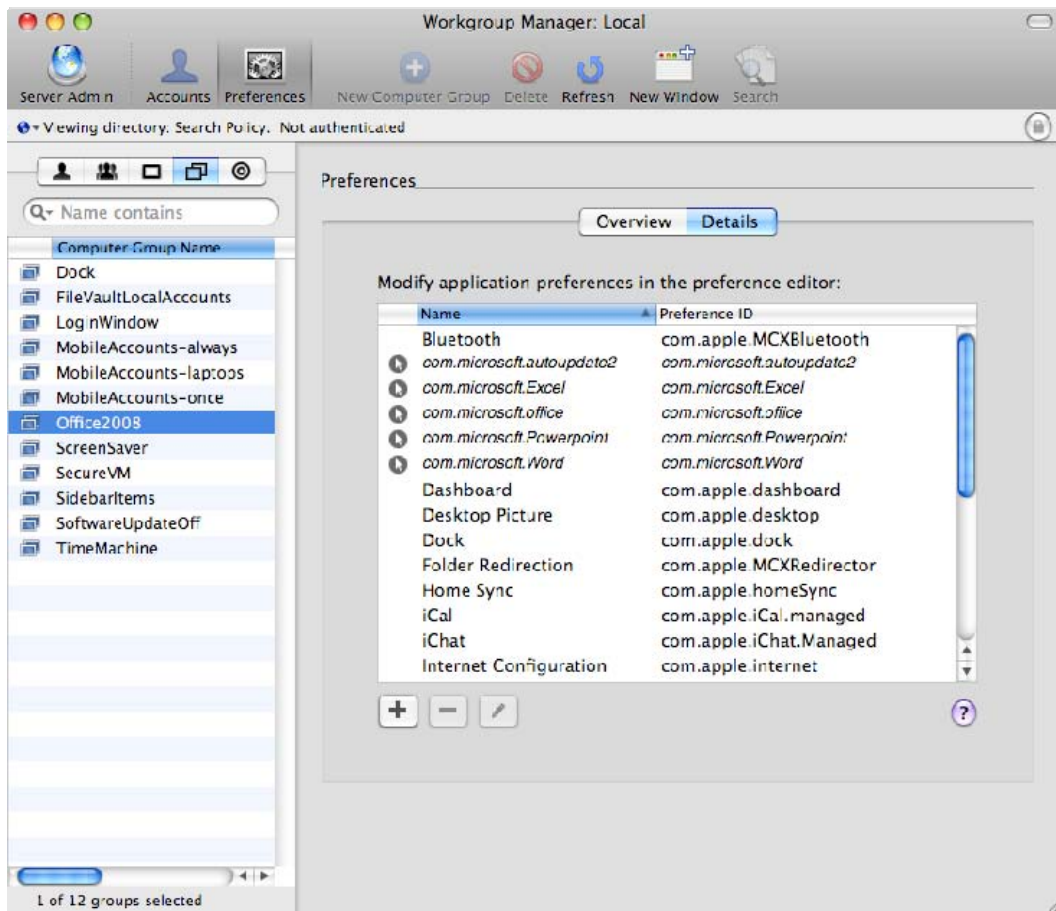 Workgroup Manager: Local
Server Admin Accounts Preferences New Computer Group Delete Refresh New Window Search
Viewing directory: Search Policy. Not authenticated
Preferences
Name contains
Overview Details
Computer Group Name
Dock
FileVaultLocalAccounts
LoginWindow
MobileAccounts-always
MobileAccounts-laptops
MobileAccounts-once
Office2008
ScreenSaver
SecureVM
SidebarItems
SoftwareUpdateOff
TimeMachine
1 of 12 groups selected
Modify application preferences in the preference editor:
Name Preference ID
Bluetooth com.apple.MCXBluetooth
com.microsoft.autoupdate2 com.microsoft.autoupdate2
com.microsoft.Excel com.microsoft.Excel
com.microsoft.office com.microsoft.office
com.microsoft.Powerpoint com.microsoft.Powerpoint
com.microsoft.Word com.microsoft.Word
Dashboard com.apple.dashboard
Desktop Picture com.apple.desktop
Dock com.apple.dock
Folder Redirection com.apple.MCXRedirector
Home Sync com.apple.homeSync
iCal com.apple.iCal.managed
iChat com.apple.iChat.Managed
Internet Configuration com.apple.internet
?